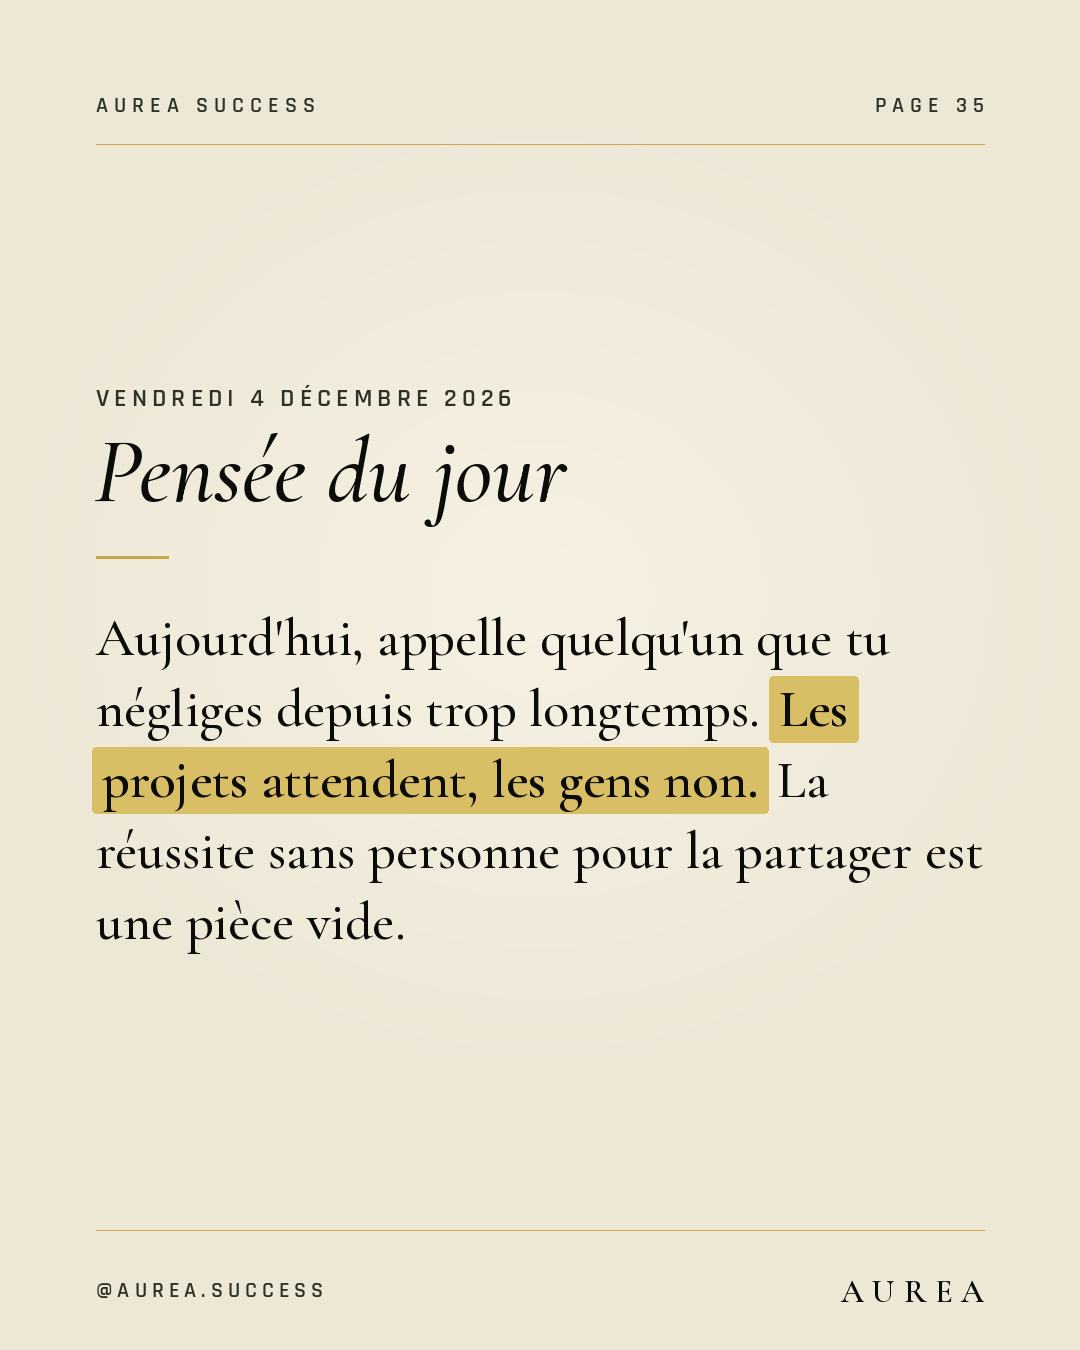 AUREA SUCCESS
PAGE 35
VENDREDI 4 DÉCEMBRE 2026
Pensée du jour
Aujourd'hui, appelle quelqu'un que tu
négliges depuis trop longtemps. Les
projets attendent, les gens non. La
réussite sans personne pour la partager est
une pièce vide.
@AUREA.SUCCESS
AUREA